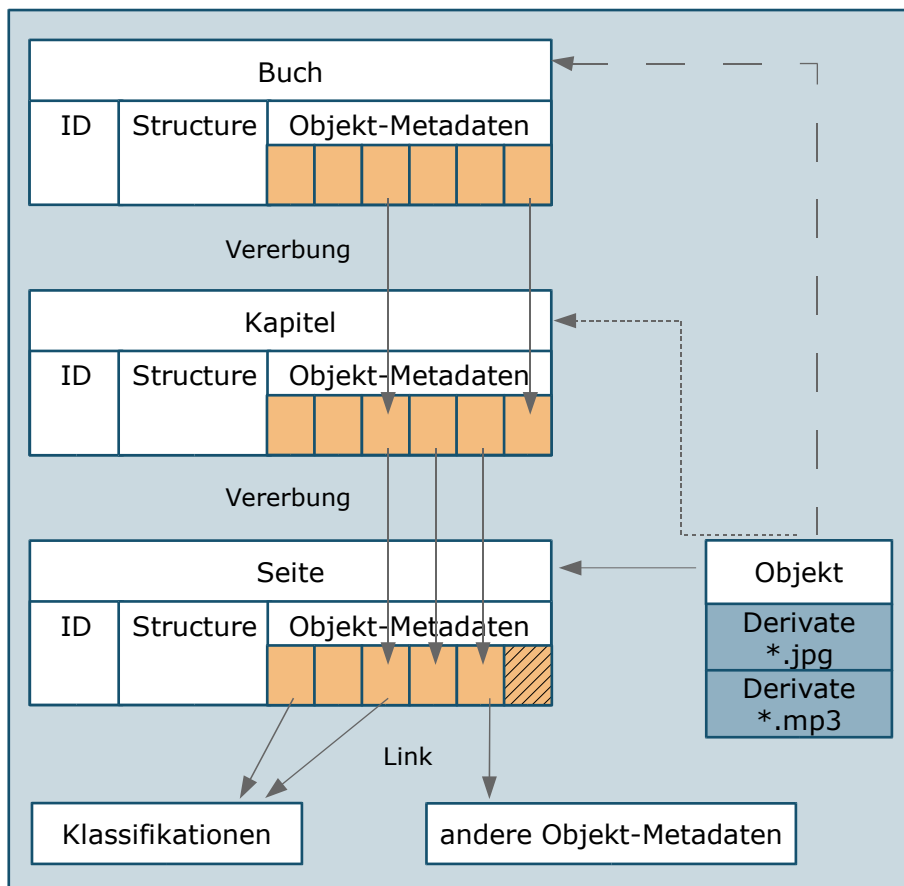 Buch
ID Structure Objekt-Metadaten
Vererbung
Kapitel
ID Structure Objekt-Metadaten
Vererbung
Seite
ID Structure Objekt-Metadaten
Objekt
Derivate
*.jpg
Derivate
*.mp3
Link
Klassifikationen
andere Objekt-Metadaten